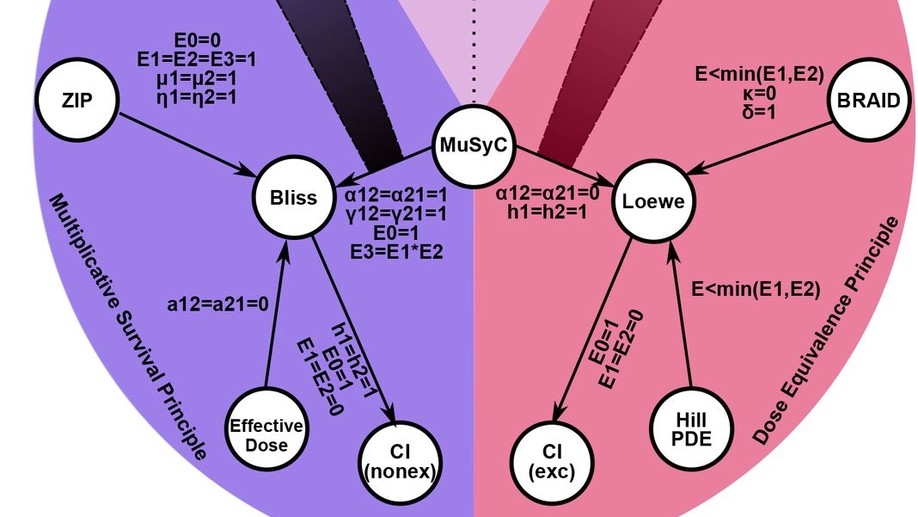 E0=0
E1=E2=E3=1
μ1=μ2=1
η1=η2=1
ZIP
E<min(E1,E2)
κ=0
δ=1
BRAID
MuSyC
Bliss
α12=α21=1
γ12=γ21=1
E0=1
E3=E1*E2
α12=α21=0
h1=h2=1
Loewe
Multiplicative Survival Principle
a12=a21=0
h1=h2=1
E0=1
E1=E2=0
E0=1
E1=E2=0
E<min(E1,E2)
Dose Equivalence Principle
Effective
Dose
CI
(nonex)
CI
(exc)
Hill
PDE